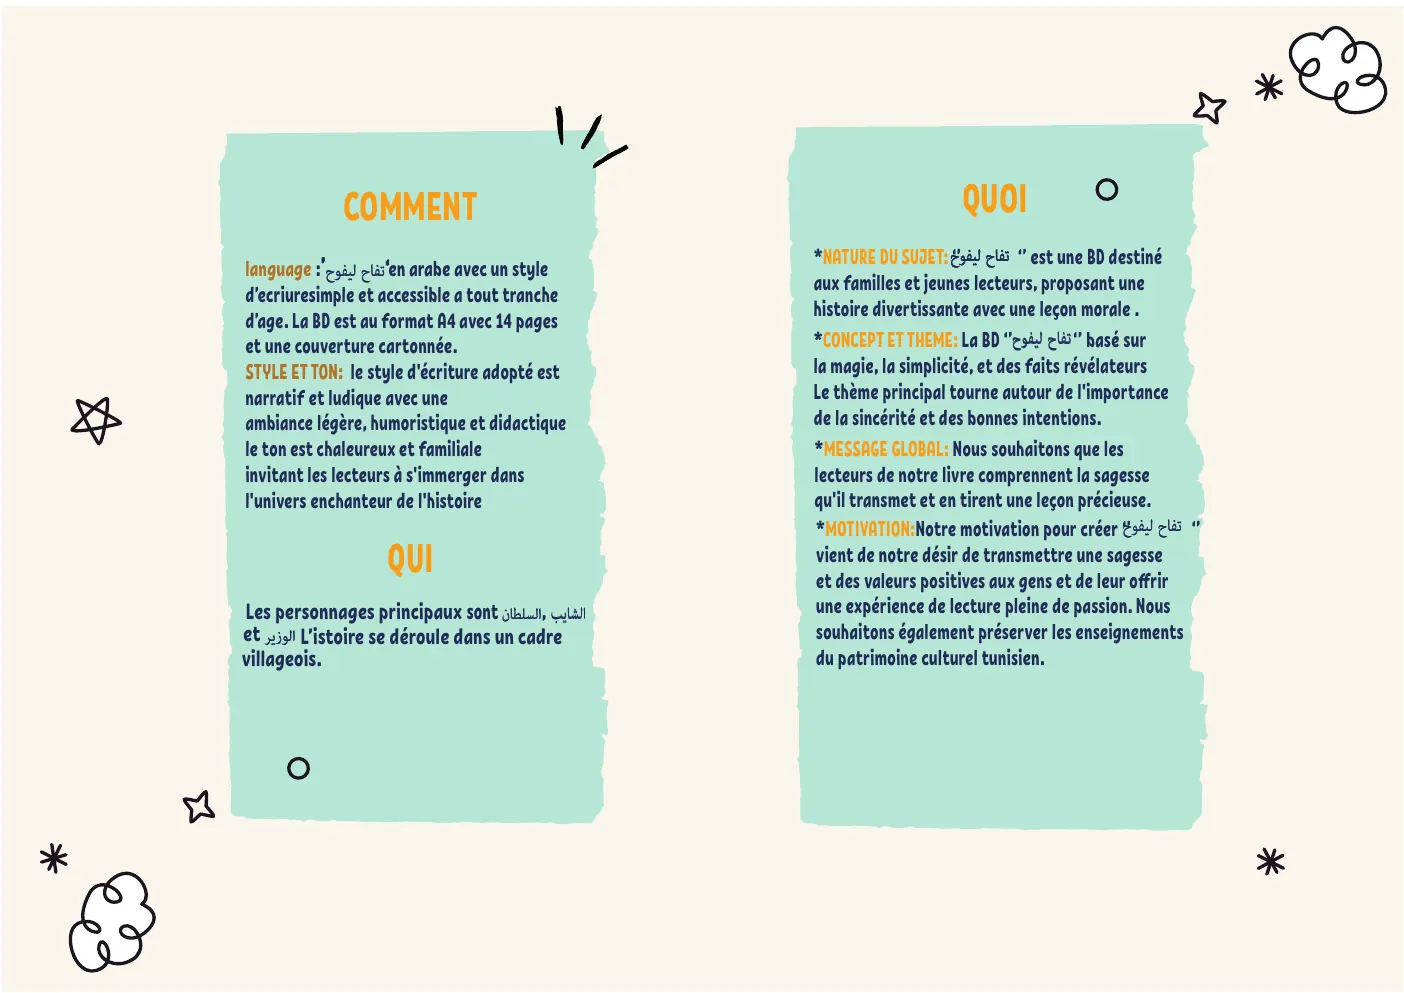 COMMENT
language :'تفاح ليفوح'en arabe avec un style
d'ecriuresimple et accessible a tout tranche
d'age. La BD est au format A4 avec 14 pages
et une couverture cartonnée.
STYLE ET TON: le style d'écriture adopté est
narratif et ludique avec une
ambiance légère, humoristique et didactique
le ton est chaleureux et familiale
invitant les lecteurs à s'immerger dans
l'univers enchanteur de l'histoire
QUI
Les personnages principaux sont الشايب ,السلطان
et الوزير L'istoire se déroule dans un cadre
villageois.
QUOI
*NATURE DU SUJET:"تفاح ليفوح " est une BD destiné
aux familles et jeunes lecteurs, proposant une
histoire divertissante avec une leçon morale .
*CONCEPT ET THEME: La BD "تفاح ليفوح" basé sur
la magie, la simplicité, et des faits révélateurs
Le thème principal tourne autour de l'importance
de la sincérité et des bonnes intentions.
*MESSAGE GLOBAL: Nous souhaitons que les
lecteurs de notre livre comprennent la sagesse
qu'il transmet et en tirent une leçon précieuse.
*MOTIVATION:Notre motivation pour créer "تفاح ليفوح "
vient de notre désir de transmettre une sagesse
et des valeurs positives aux gens et de leur offrir
une expérience de lecture pleine de passion. Nous
souhaitons également préserver les enseignements
du patrimoine culturel tunisien.